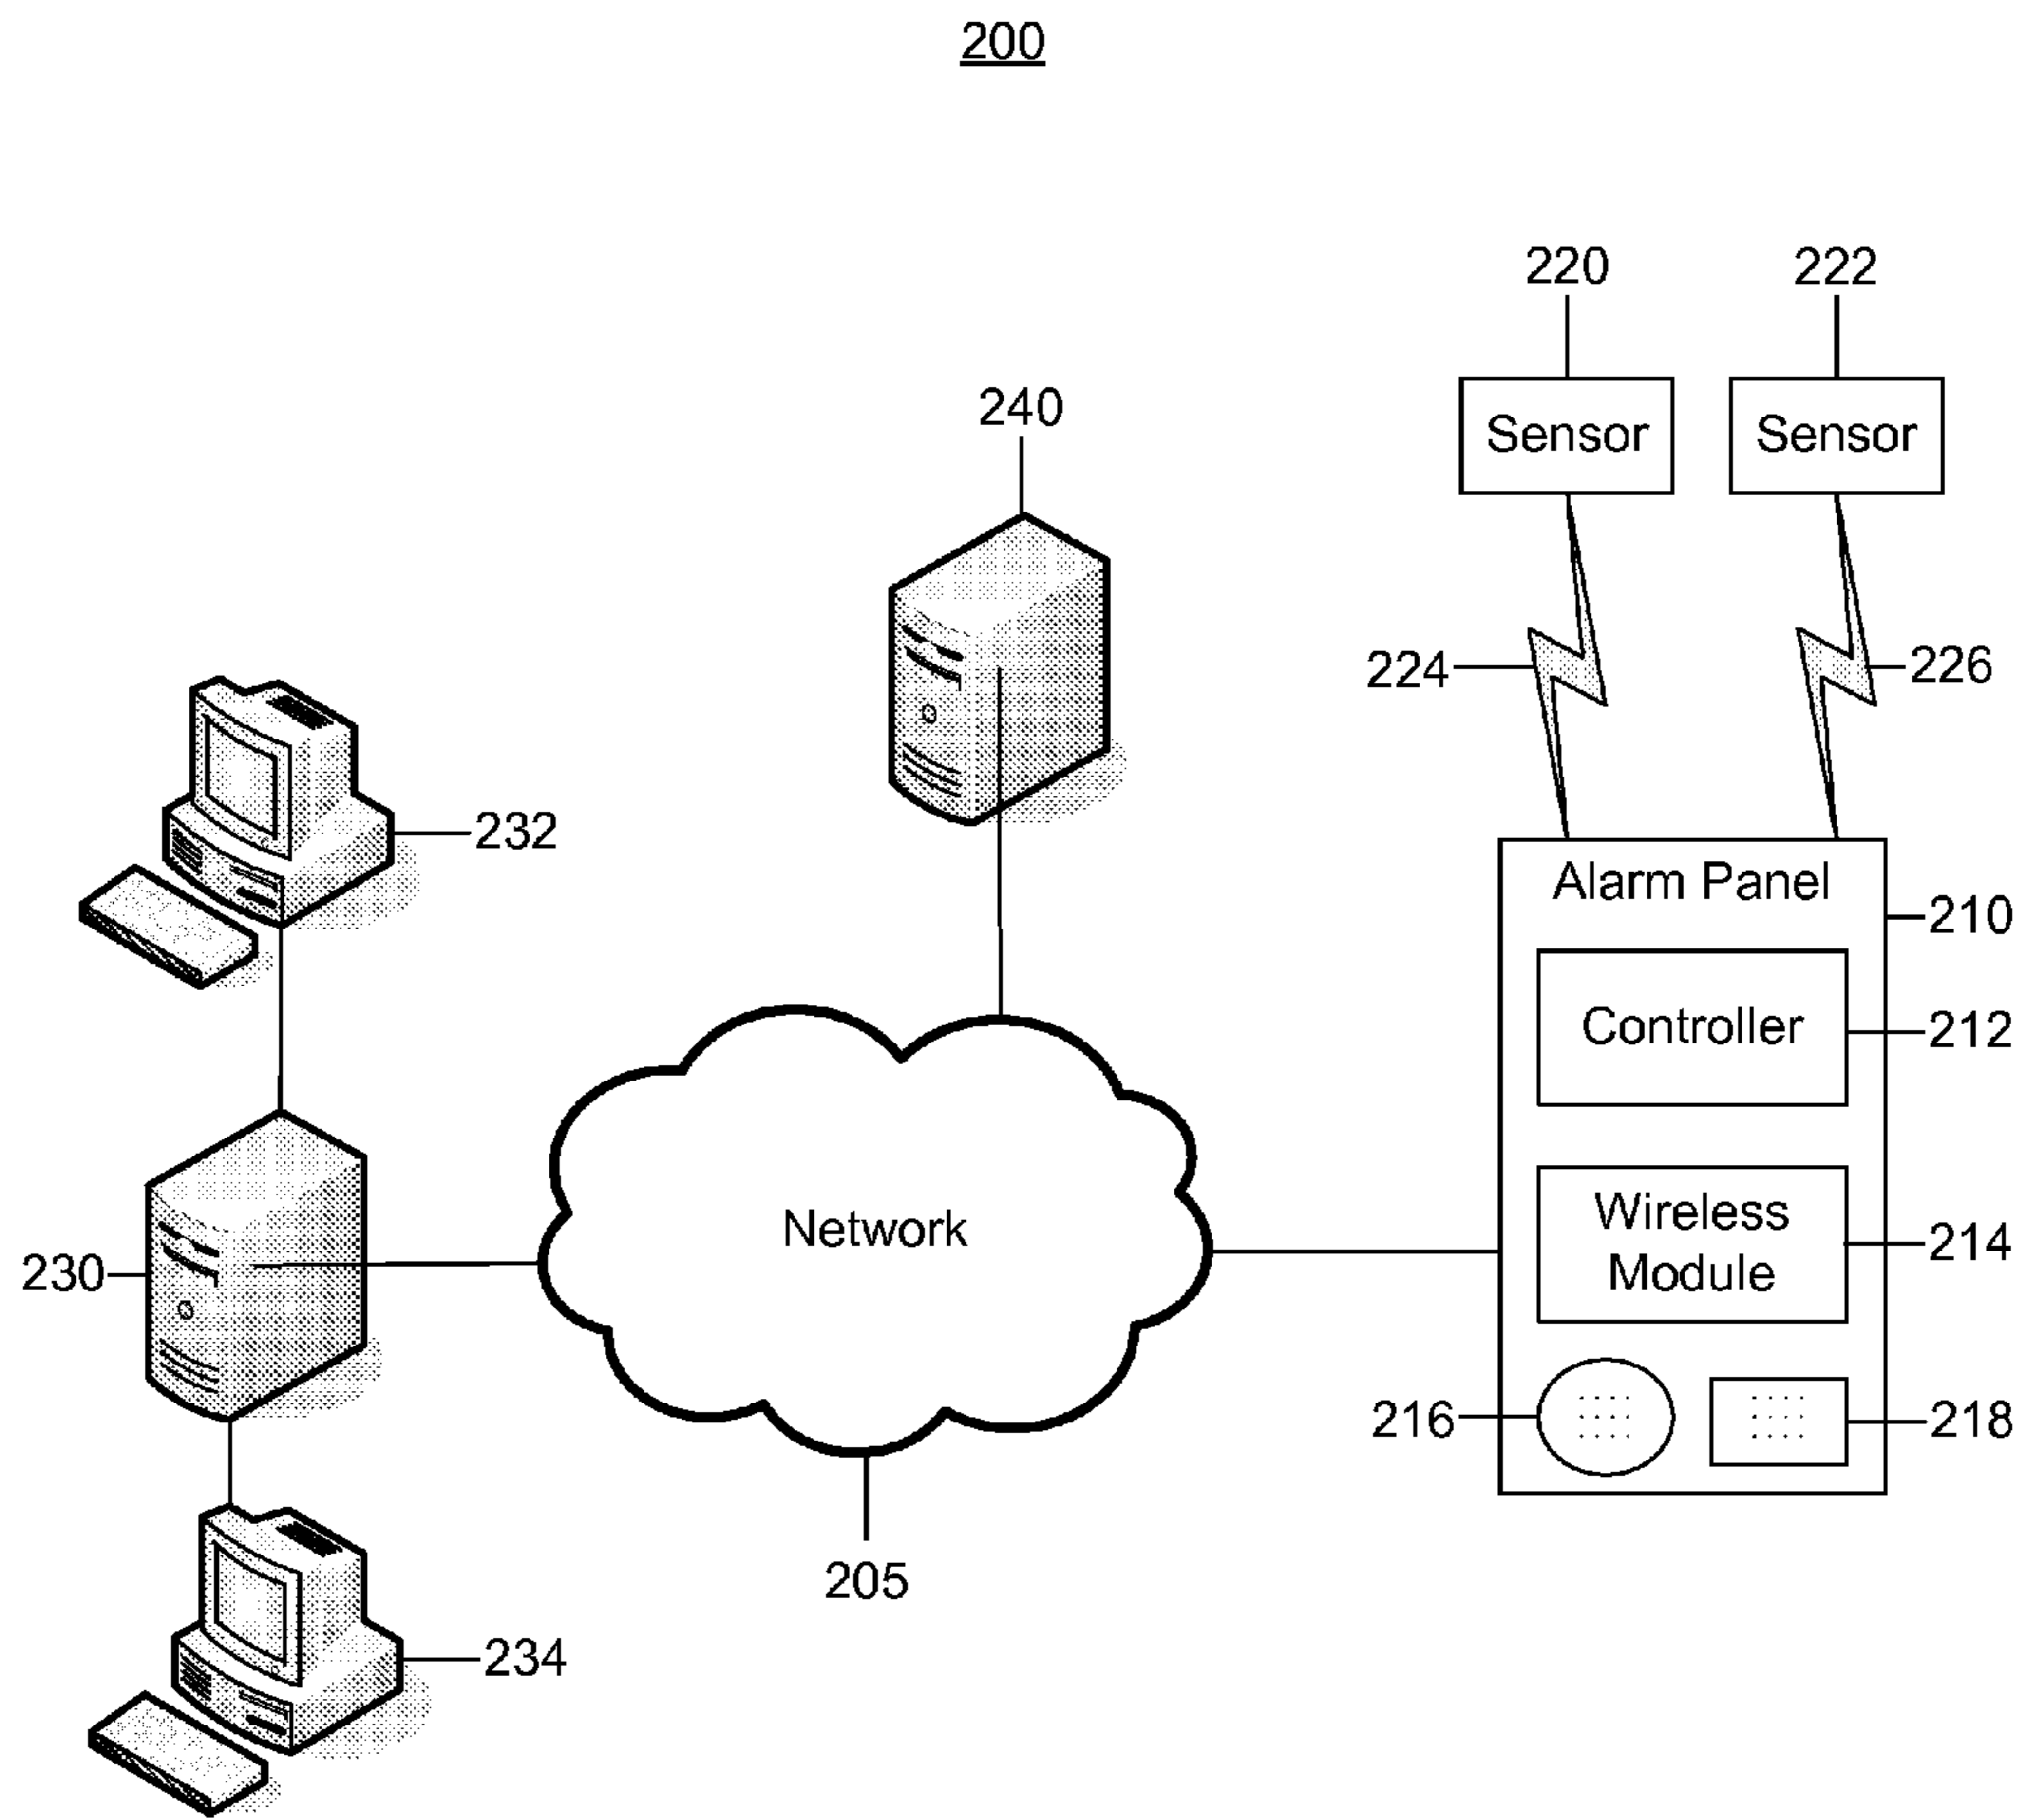 200
220
222
240
Sensor
Sensor
224
226
232
Alarm Panel
210
Controller
212
Network
Wireless
Module
214
230
216
218
205
234